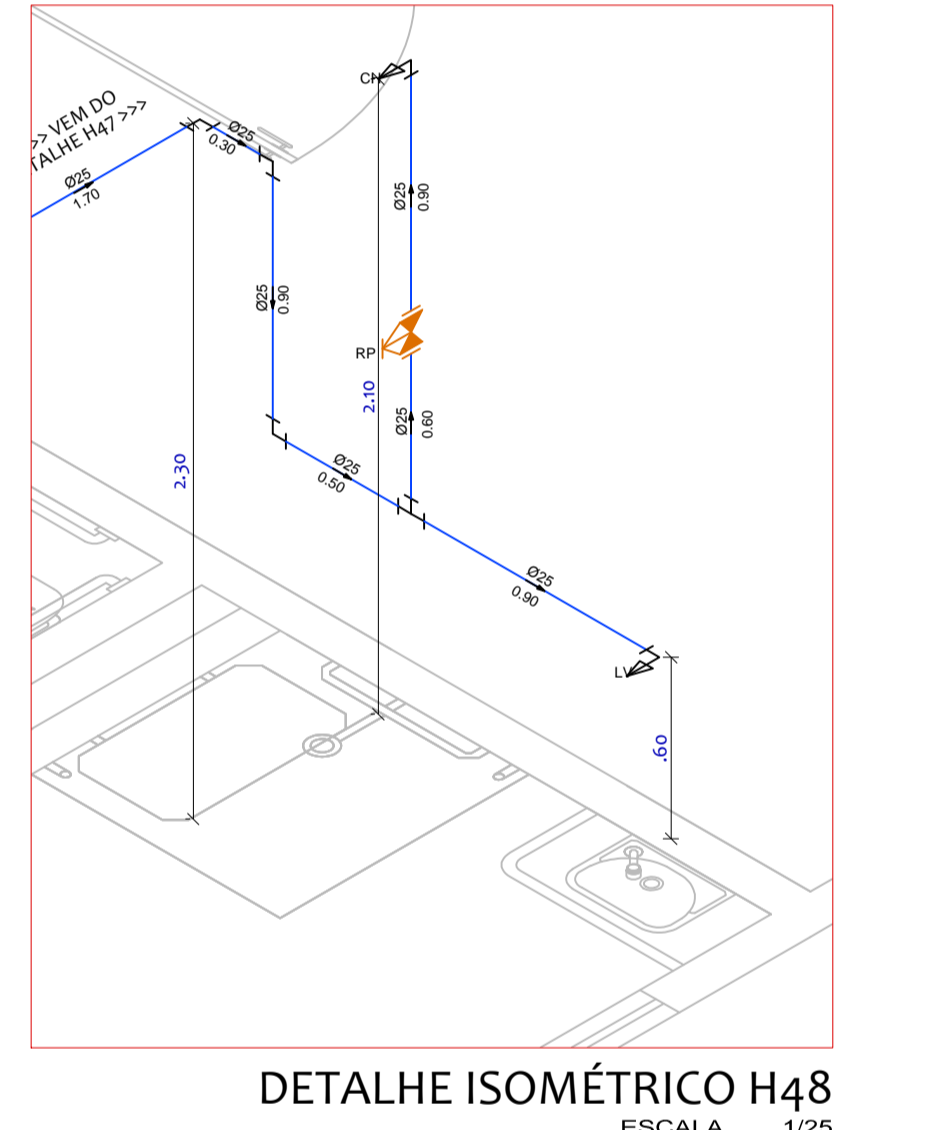 CH
>> VEM DO
TALHE H47 >>>
Ø25
0.30
Ø25
1.70
Ø25
0.90
Ø25
0.90
RP
2.10
Ø25
0.60
2.30
Ø25
0.50
Ø25
0.90
LV
.60
DETALHE ISOMÉTRICO H48
ESCALA 1/25